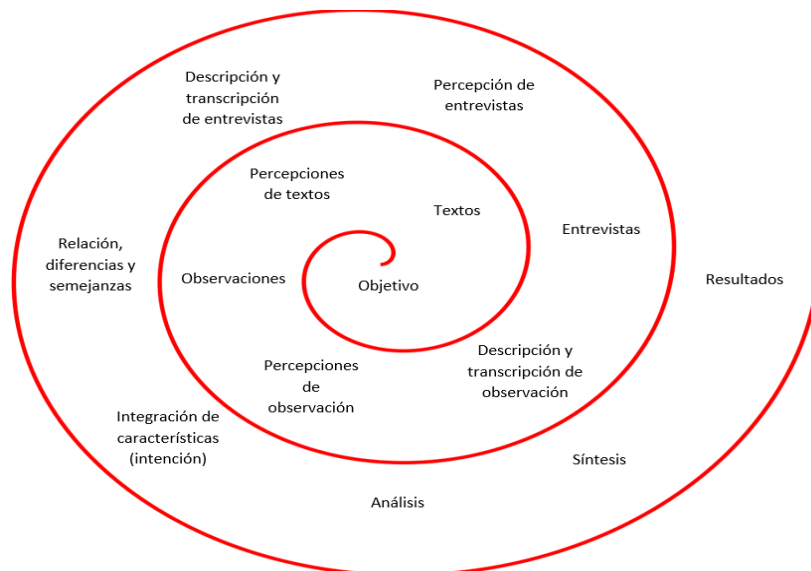 Descripción y
transcripción
de entrevistas
Percepción de
entrevistas
Percepciones
de textos
Textos
Entrevistas
Relación,
diferencias y
semejanzas
Observaciones
Objetivo
Resultados
Percepciones
de
observación
Descripción y
transcripción de
observación
Integración de
características
(intención)
Síntesis
Análisis